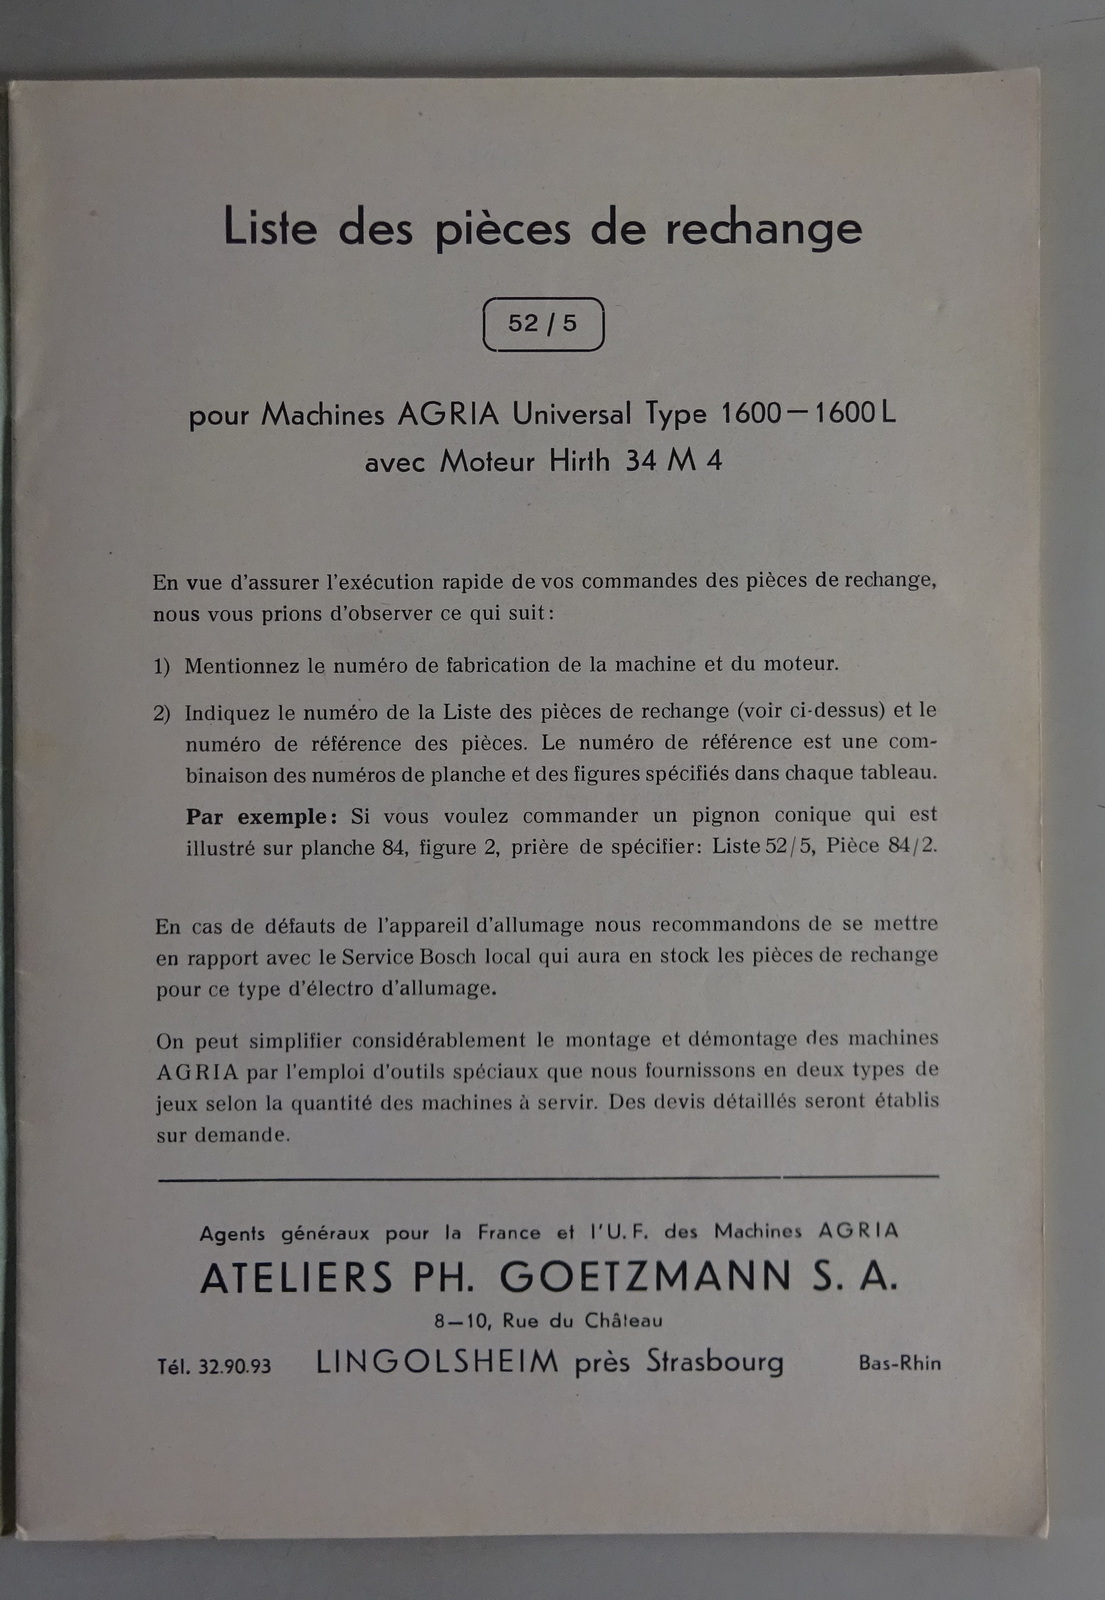 Liste des pièces de rechange
52/5
pour Machines AGRIA Universal Type 1600—1600 L
avec Moteur Hirth 34 M 4
En vue d'assurer l'exécution rapide de vos commandes des pièces de rechange,
nous vous prions d'observer ce qui suit:
1) Mentionnez le numéro de fabrication de la machine et du moteur.
2) Indiquez le numéro de la Liste des pièces de rechange (voir ci-dessus) et le
numéro de référence des pièces. Le numéro de référence est une com-
binaison des numéros de planche et des figures spécifiés dans chaque tableau.
Par exemple: Si vous voulez commander un pignon conique qui est
illustré sur planche 84, figure 2, prière de spécifier: Liste 52/5, Pièce 84/2.
En cas de défauts de l'appareil d'allumage nous recommandons de se mettre
en rapport avec le Service Bosch local qui aura en stock les pièces de rechange
pour ce type d'électro d'allumage.
On peut simplifier considérablement le montage et démontage des machines
AGRIA par l'emploi d'outils spéciaux que nous fournissons en deux types de
jeux selon la quantité des machines à servir. Des devis détaillés seront établis
sur demande.
Agents généraux pour la France et l'U.F. des Machines AGRIA
ATELIERS PH. GOETZMANN S. A.
8—10, Rue du Château
Tél. 32.90.93 LINGOLSHEIM près Strasbourg Bas-Rhin